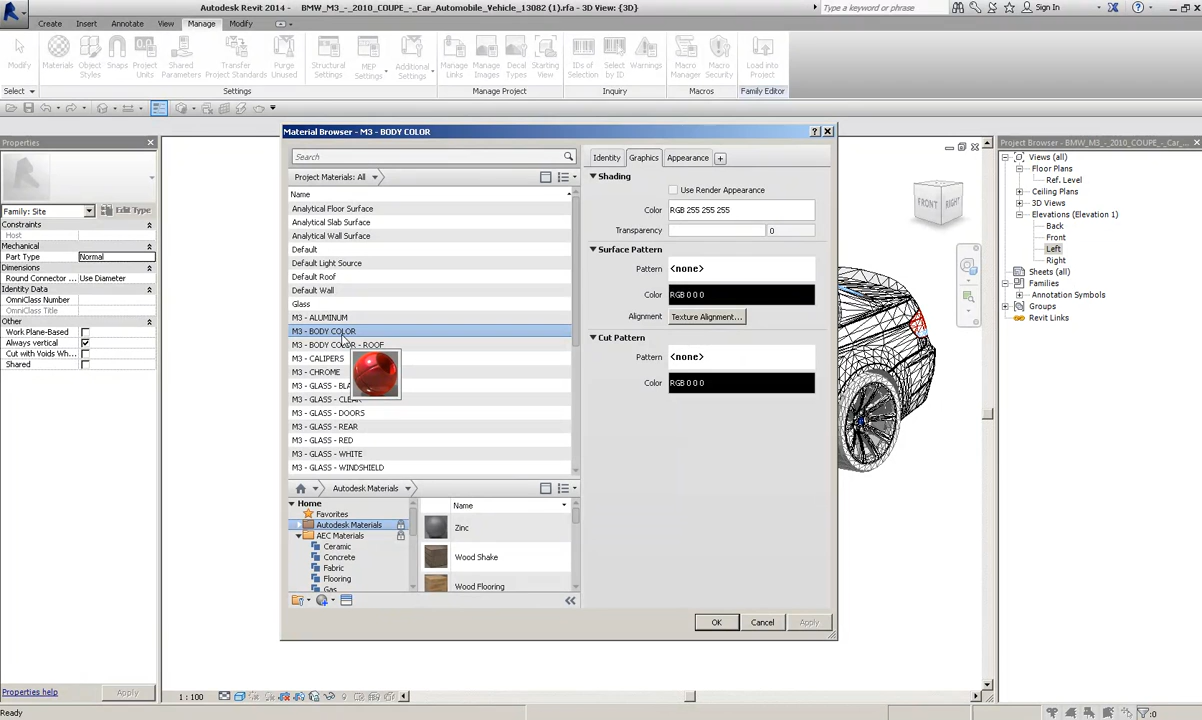 Autodesk Revit 2014 - BMW_M3_-_2010_COUPE_-_Car_Automobile_Vehicle_13082 (1).rfa - 3D View: {3D}
Type a keyword or phrase
Sign In
Create Insert Annotate View Manage Modify
Modify
Materials
Object Styles
Snaps
Project Units
Shared Parameters
Transfer Project Standards
Purge Unused
Structural Settings
MEP Settings
Additional Settings
Manage Links
Manage Images
Decal Types
Starting View
IDs of Selection
Select by ID
Warnings
Macro Manager
Macro Security
Load into Project
Select
Settings
Manage Project
Inquiry
Macros
Family Editor
Properties
Family: Site
Edit Type
Constraints
Host
Mechanical
Part Type Normal
Dimensions
Round Connector ... Use Diameter
Identity Data
OmniClass Number
OmniClass Title
Other
Work Plane-Based
Always vertical
Cut with Voids Wh...
Shared
Properties help
Apply
Ready
Material Browser - M3 - BODY COLOR
Search
Project Materials: All
Name
Analytical Floor Surface
Analytical Slab Surface
Analytical Wall Surface
Default
Default Light Source
Default Roof
Default Wall
Glass
M3 - ALUMINUM
M3 - BODY COLOR
M3 - BODY COLOR - ROOF
M3 - CALIPERS
M3 - CHROME
M3 - GLASS - BLA
M3 - GLASS - CLEA
M3 - GLASS - DOORS
M3 - GLASS - REAR
M3 - GLASS - RED
M3 - GLASS - WHITE
M3 - GLASS - WINDSHIELD
Autodesk Materials
Home
Favorites
Autodesk Materials
AEC Materials
Ceramic
Concrete
Fabric
Flooring
Gas
Name
Zinc
Wood Shake
Wood Flooring
Identity Graphics Appearance
Shading
Use Render Appearance
Color RGB 255 255 255
Transparency 0
Surface Pattern
Pattern <none>
Color RGB 0 0 0
Alignment Texture Alignment...
Cut Pattern
Pattern <none>
Color RGB 0 0 0
OK Cancel Apply
FRONT RIGHT
1 : 100
Project Browser - BMW_M3_-_2010_COUPE_-_Car_...
Views (all)
Floor Plans
Ref. Level
Ceiling Plans
3D Views
Elevations (Elevation 1)
Back
Front
Left
Right
Sheets (all)
Families
Annotation Symbols
Groups
Revit Links
:0